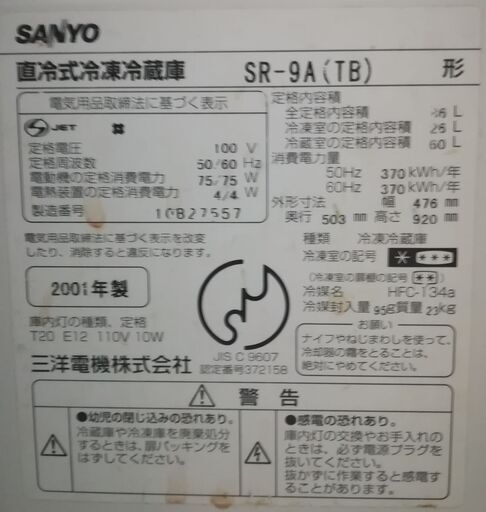 SANYO
直冷式冷凍冷蔵庫 SR-9A(TB) 形
電気用品取締法に基づく表示
JET
定格電圧 100 V
定格周波数 50/60 Hz
電動機の定格消費電力 75/75 W
電熱装置の定格消費電力 4/4 W
製造番号 10827557
電気用品取締法に基づく表示を改変
したり、消除すると違反になります。
2001年製
庫内灯の種類、定格
T20 E12 110V 10W
三洋電機株式会社
JIS C 9607
認定番号372158
定格内容積
全定格内容積 86 L
冷凍室の定格内容積 26 L
冷蔵室の定格内容積 60 L
消費電力量
50Hz 370 kWh/年
60Hz 370 kWh/年
外形寸法 幅 476 mm
奥行 503 mm 高さ 920 mm
種類 冷凍冷蔵庫
冷凍室の記号 * ***
(冷凍室の扉棚の記号 **)
冷媒名 HFC-134a
冷媒封入量 95g 質量 23kg
お願い
ナイフやねじまわしを使って、
冷却器の霜をとることは、
絶対にやめてください。
警告
●幼児の閉じ込みの恐れあり。
冷蔵庫や冷凍庫を廃棄処分
するときは、扉パッキングを
はずしてください。
●感電の恐れあり。
庫内灯の交換やお手入れの
ときは、必ず電源プラグを
抜いてください。
抜かずに作業すると感電す
ることがあります。